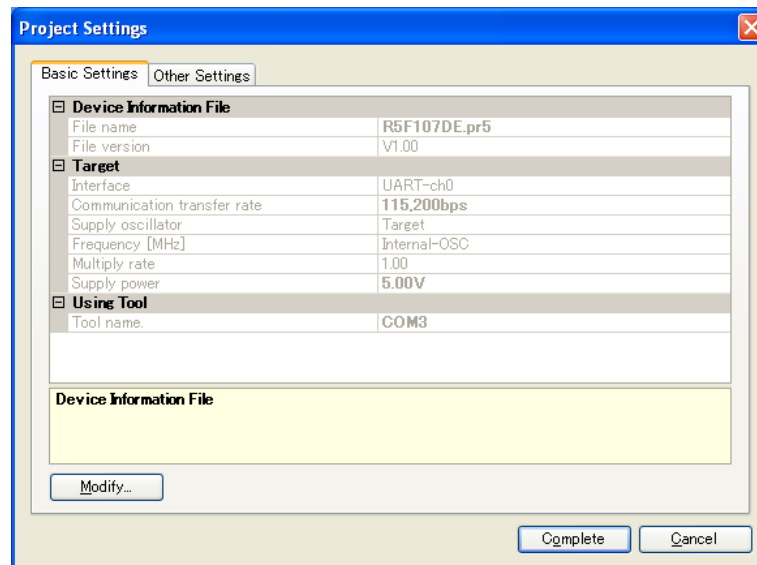 Project Settings
Basic Settings Other Settings
Device Information File
File name R5F107DE.pr5
File version V1.00
Target
Interface UART-ch0
Communication transfer rate 115,200bps
Supply oscillator Target
Frequency [MHz] Internal-OSC
Multiply rate 1.00
Supply power 5.00V
Using Tool
Tool name. COM3
Device Information File
Modify...
Complete Cancel